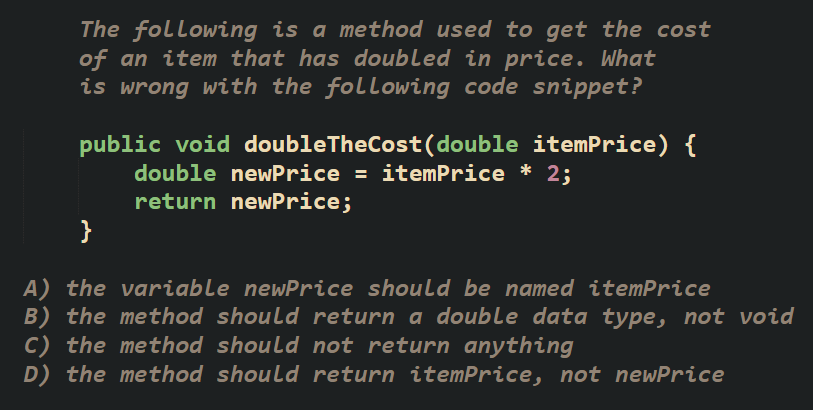 The following is a method used to get the cost
of an item that has doubled in price. What
is wrong with the following code snippet?
public void doubleTheCost(double itemPrice) {
double newPrice = itemPrice * 2;
return newPrice;
}
A) the variable newPrice should be named itemPrice
B) the method should return a double data type, not void
C) the method should not return anything
D) the method should return itemPrice, not newPrice